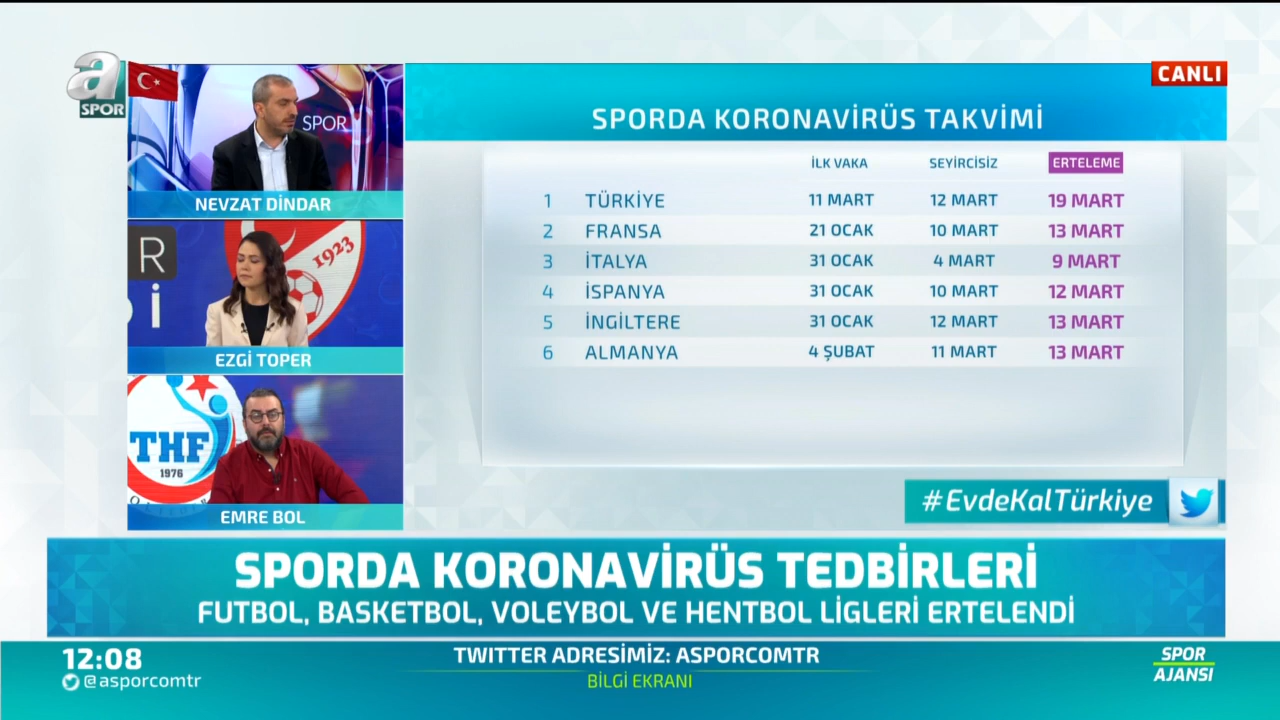 a
SPOR
SPOR
NEVZAT DİNDAR
R
1923
EZGİ TOPER
THF
1976
EMRE BOL
CANLI
SPORDA KORONAVİRÜS TAKVİMİ
İLK VAKA SEYİRCİSİZ ERTELEME
1 TÜRKİYE 11 MART 12 MART 19 MART
2 FRANSA 21 OCAK 10 MART 13 MART
3 İTALYA 31 OCAK 4 MART 9 MART
4 İSPANYA 31 OCAK 10 MART 12 MART
5 İNGİLTERE 31 OCAK 12 MART 13 MART
6 ALMANYA 4 ŞUBAT 11 MART 13 MART
#EvdeKalTürkiye
SPORDA KORONAVİRÜS TEDBİRLERİ
FUTBOL, BASKETBOL, VOLEYBOL VE HENTBOL LİGLERİ ERTELENDİ
12:08
@asporcomtr
TWITTER ADRESİMİZ: ASPORCOMTR
BİLGİ EKRANI
SPOR
AJANSI